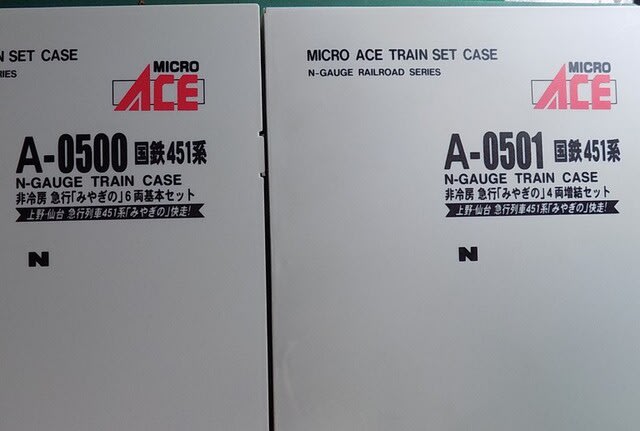 N SET CASE
RIES
MICRO
ACE
A-0500 国鉄451系
N-GAUGE TRAIN CASE
非冷房 急行「みやぎの」6両基本セット
上野-仙台 急行列車451系「みやぎの」快走!
N
MICRO ACE TRAIN SET CASE
N-GAUGE RAILROAD SERIES
MICRO
ACE
A-0501 国鉄451系
N-GAUGE TRAIN CASE
非冷房 急行「みやぎの」4両増結セット
上野-仙台 急行列車451系「みやぎの」快走!
N